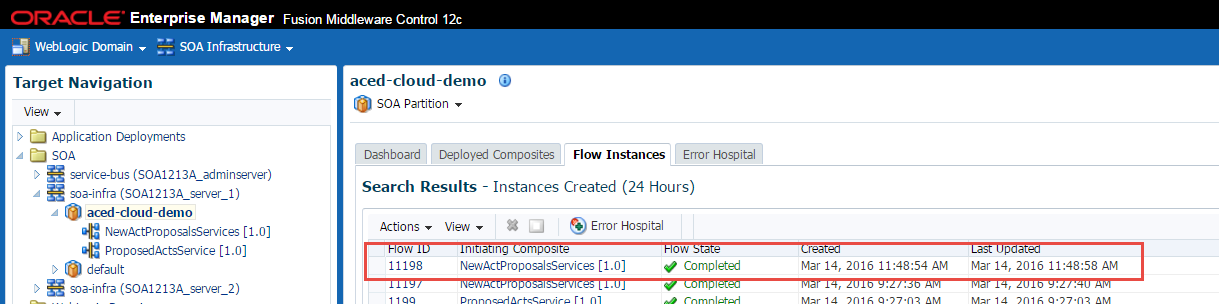 ORACLE Enterprise Manager Fusion Middleware Control 12c
WebLogic Domain SOA Infrastructure
Target Navigation
View
Application Deployments
SOA
service-bus (SOA1213A_adminserver)
soa-infra (SOA1213A_server_1)
aced-cloud-demo
NewActProposalsServices [1.0]
ProposedActsService [1.0]
default
soa-infra (SOA1213A_server_2)
aced-cloud-demo
SOA Partition
Dashboard Deployed Composites Flow Instances Error Hospital
Search Results - Instances Created (24 Hours)
Actions View Error Hospital
Flow ID Initiating Composite Flow State Created Last Updated
11198 NewActProposalsServices [1.0] Completed Mar 14, 2016 11:48:54 AM Mar 14, 2016 11:48:58 AM
11197 NewActProposalsServices [1.0] Completed Mar 14, 2016 9:27:36 AM Mar 14, 2016 9:27:40 AM
1199 ProposedActsService [1.0] Completed Mar 14, 2016 9:27:03 AM Mar 14, 2016 9:27:03 AM